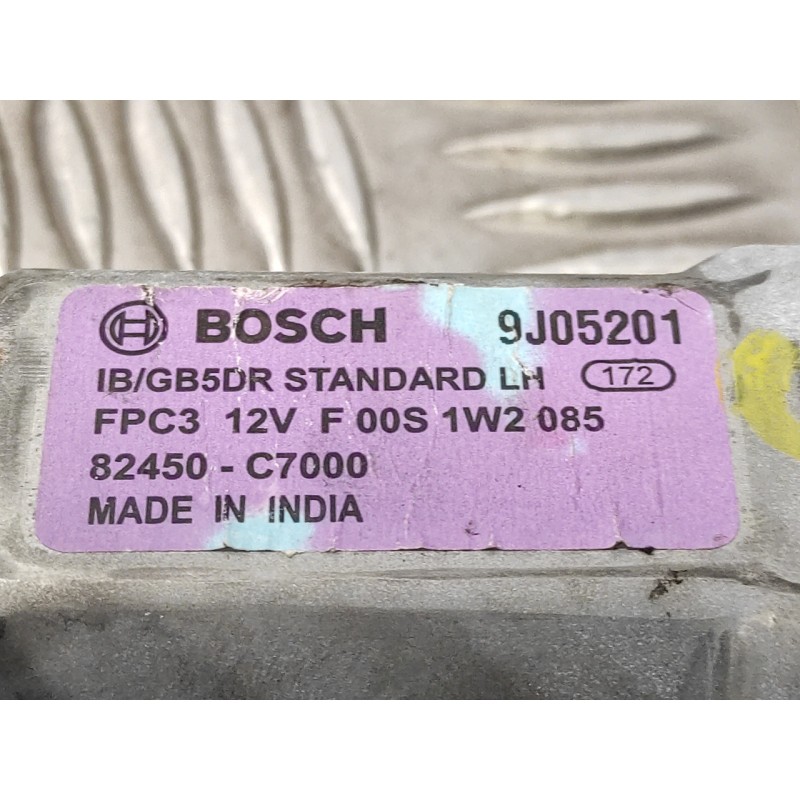 BOSCH 9J05201
IB/GB5DR STANDARD LH 172
FPC3 12V F 00S 1W2 085
82450 - C7000
MADE IN INDIA